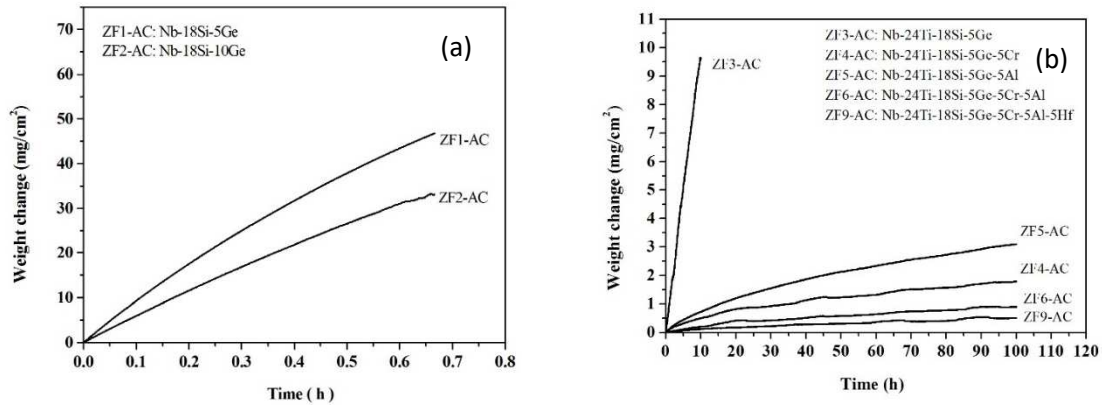 (a)
ZF1-AC: Nb-18Si-5Ge
ZF2-AC: Nb-18Si-10Ge
70
60
50
40
30
20
10
0
Weight change (mg/cm²)
ZF1-AC
ZF2-AC
0.0 0.1 0.2 0.3 0.4 0.5 0.6 0.7 0.8
Time ( h )
(b)
ZF3-AC: Nb-24Ti-18Si-5Ge
ZF4-AC: Nb-24Ti-18Si-5Ge-5Cr
ZF5-AC: Nb-24Ti-18Si-5Ge-5Al
ZF6-AC: Nb-24Ti-18Si-5Ge-5Cr-5Al
ZF9-AC: Nb-24Ti-18Si-5Ge-5Cr-5Al-5Hf
11
10
9
8
7
6
5
4
3
2
1
0
Weight change (mg/cm²)
ZF3-AC
ZF5-AC
ZF4-AC
ZF6-AC
ZF9-AC
0 10 20 30 40 50 60 70 80 90 100 110 120
Time (h)